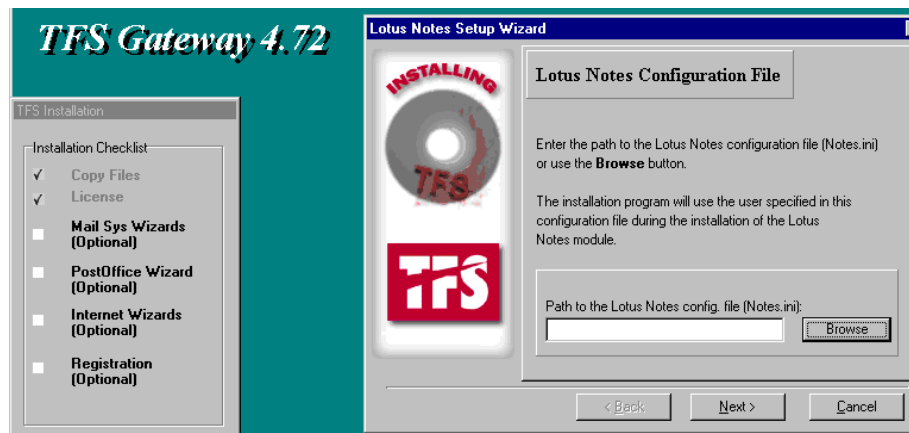 TFS Gateway 4.72
TFS Installation
Installation Checklist
Copy Files
License
Mail Sys Wizards
(Optional)
PostOffice Wizard
(Optional)
Internet Wizards
(Optional)
Registration
(Optional)
Lotus Notes Setup Wizard
INSTALLING
TFS
TFS
Lotus Notes Configuration File
Enter the path to the Lotus Notes configuration file (Notes.ini)
or use the Browse button.
The installation program will use the user specified in this
configuration file during the installation of the Lotus
Notes module.
Path to the Lotus Notes config. file (Notes.ini):
Browse
< Back
Next >
Cancel